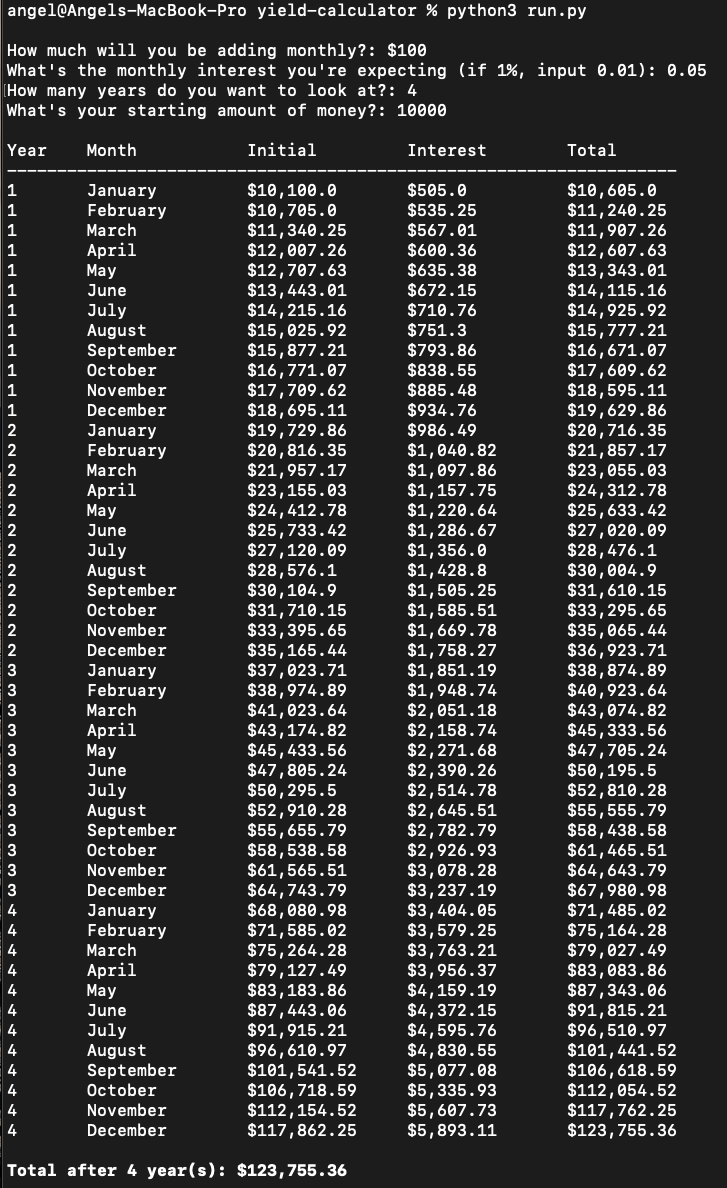 angel@Angels-MacBook-Pro yield-calculator % python3 run.py
How much will you be adding monthly?: $100
What's the monthly interest you're expecting (if 1%, input 0.01): 0.05
How many years do you want to look at?: 4
What's your starting amount of money?: 10000
Year Month Initial Interest Total
-------------------------------------------------------------------
1 January $10,100.0 $505.0 $10,605.0
1 February $10,705.0 $535.25 $11,240.25
1 March $11,340.25 $567.01 $11,907.26
1 April $12,007.26 $600.36 $12,607.63
1 May $12,707.63 $635.38 $13,343.01
1 June $13,443.01 $672.15 $14,115.16
1 July $14,215.16 $710.76 $14,925.92
1 August $15,025.92 $751.3 $15,777.21
1 September $15,877.21 $793.86 $16,671.07
1 October $16,771.07 $838.55 $17,609.62
1 November $17,709.62 $885.48 $18,595.11
1 December $18,695.11 $934.76 $19,629.86
2 January $19,729.86 $986.49 $20,716.35
2 February $20,816.35 $1,040.82 $21,857.17
2 March $21,957.17 $1,097.86 $23,055.03
2 April $23,155.03 $1,157.75 $24,312.78
2 May $24,412.78 $1,220.64 $25,633.42
2 June $25,733.42 $1,286.67 $27,020.09
2 July $27,120.09 $1,356.0 $28,476.1
2 August $28,576.1 $1,428.8 $30,004.9
2 September $30,104.9 $1,505.25 $31,610.15
2 October $31,710.15 $1,585.51 $33,295.65
2 November $33,395.65 $1,669.78 $35,065.44
2 December $35,165.44 $1,758.27 $36,923.71
3 January $37,023.71 $1,851.19 $38,874.89
3 February $38,974.89 $1,948.74 $40,923.64
3 March $41,023.64 $2,051.18 $43,074.82
3 April $43,174.82 $2,158.74 $45,333.56
3 May $45,433.56 $2,271.68 $47,705.24
3 June $47,805.24 $2,390.26 $50,195.5
3 July $50,295.5 $2,514.78 $52,810.28
3 August $52,910.28 $2,645.51 $55,555.79
3 September $55,655.79 $2,782.79 $58,438.58
3 October $58,538.58 $2,926.93 $61,465.51
3 November $61,565.51 $3,078.28 $64,643.79
3 December $64,743.79 $3,237.19 $67,980.98
4 January $68,080.98 $3,404.05 $71,485.02
4 February $71,585.02 $3,579.25 $75,164.28
4 March $75,264.28 $3,763.21 $79,027.49
4 April $79,127.49 $3,956.37 $83,083.86
4 May $83,183.86 $4,159.19 $87,343.06
4 June $87,443.06 $4,372.15 $91,815.21
4 July $91,915.21 $4,595.76 $96,510.97
4 August $96,610.97 $4,830.55 $101,441.52
4 September $101,541.52 $5,077.08 $106,618.59
4 October $106,718.59 $5,335.93 $112,054.52
4 November $112,154.52 $5,607.73 $117,762.25
4 December $117,862.25 $5,893.11 $123,755.36
Total after 4 year(s): $123,755.36